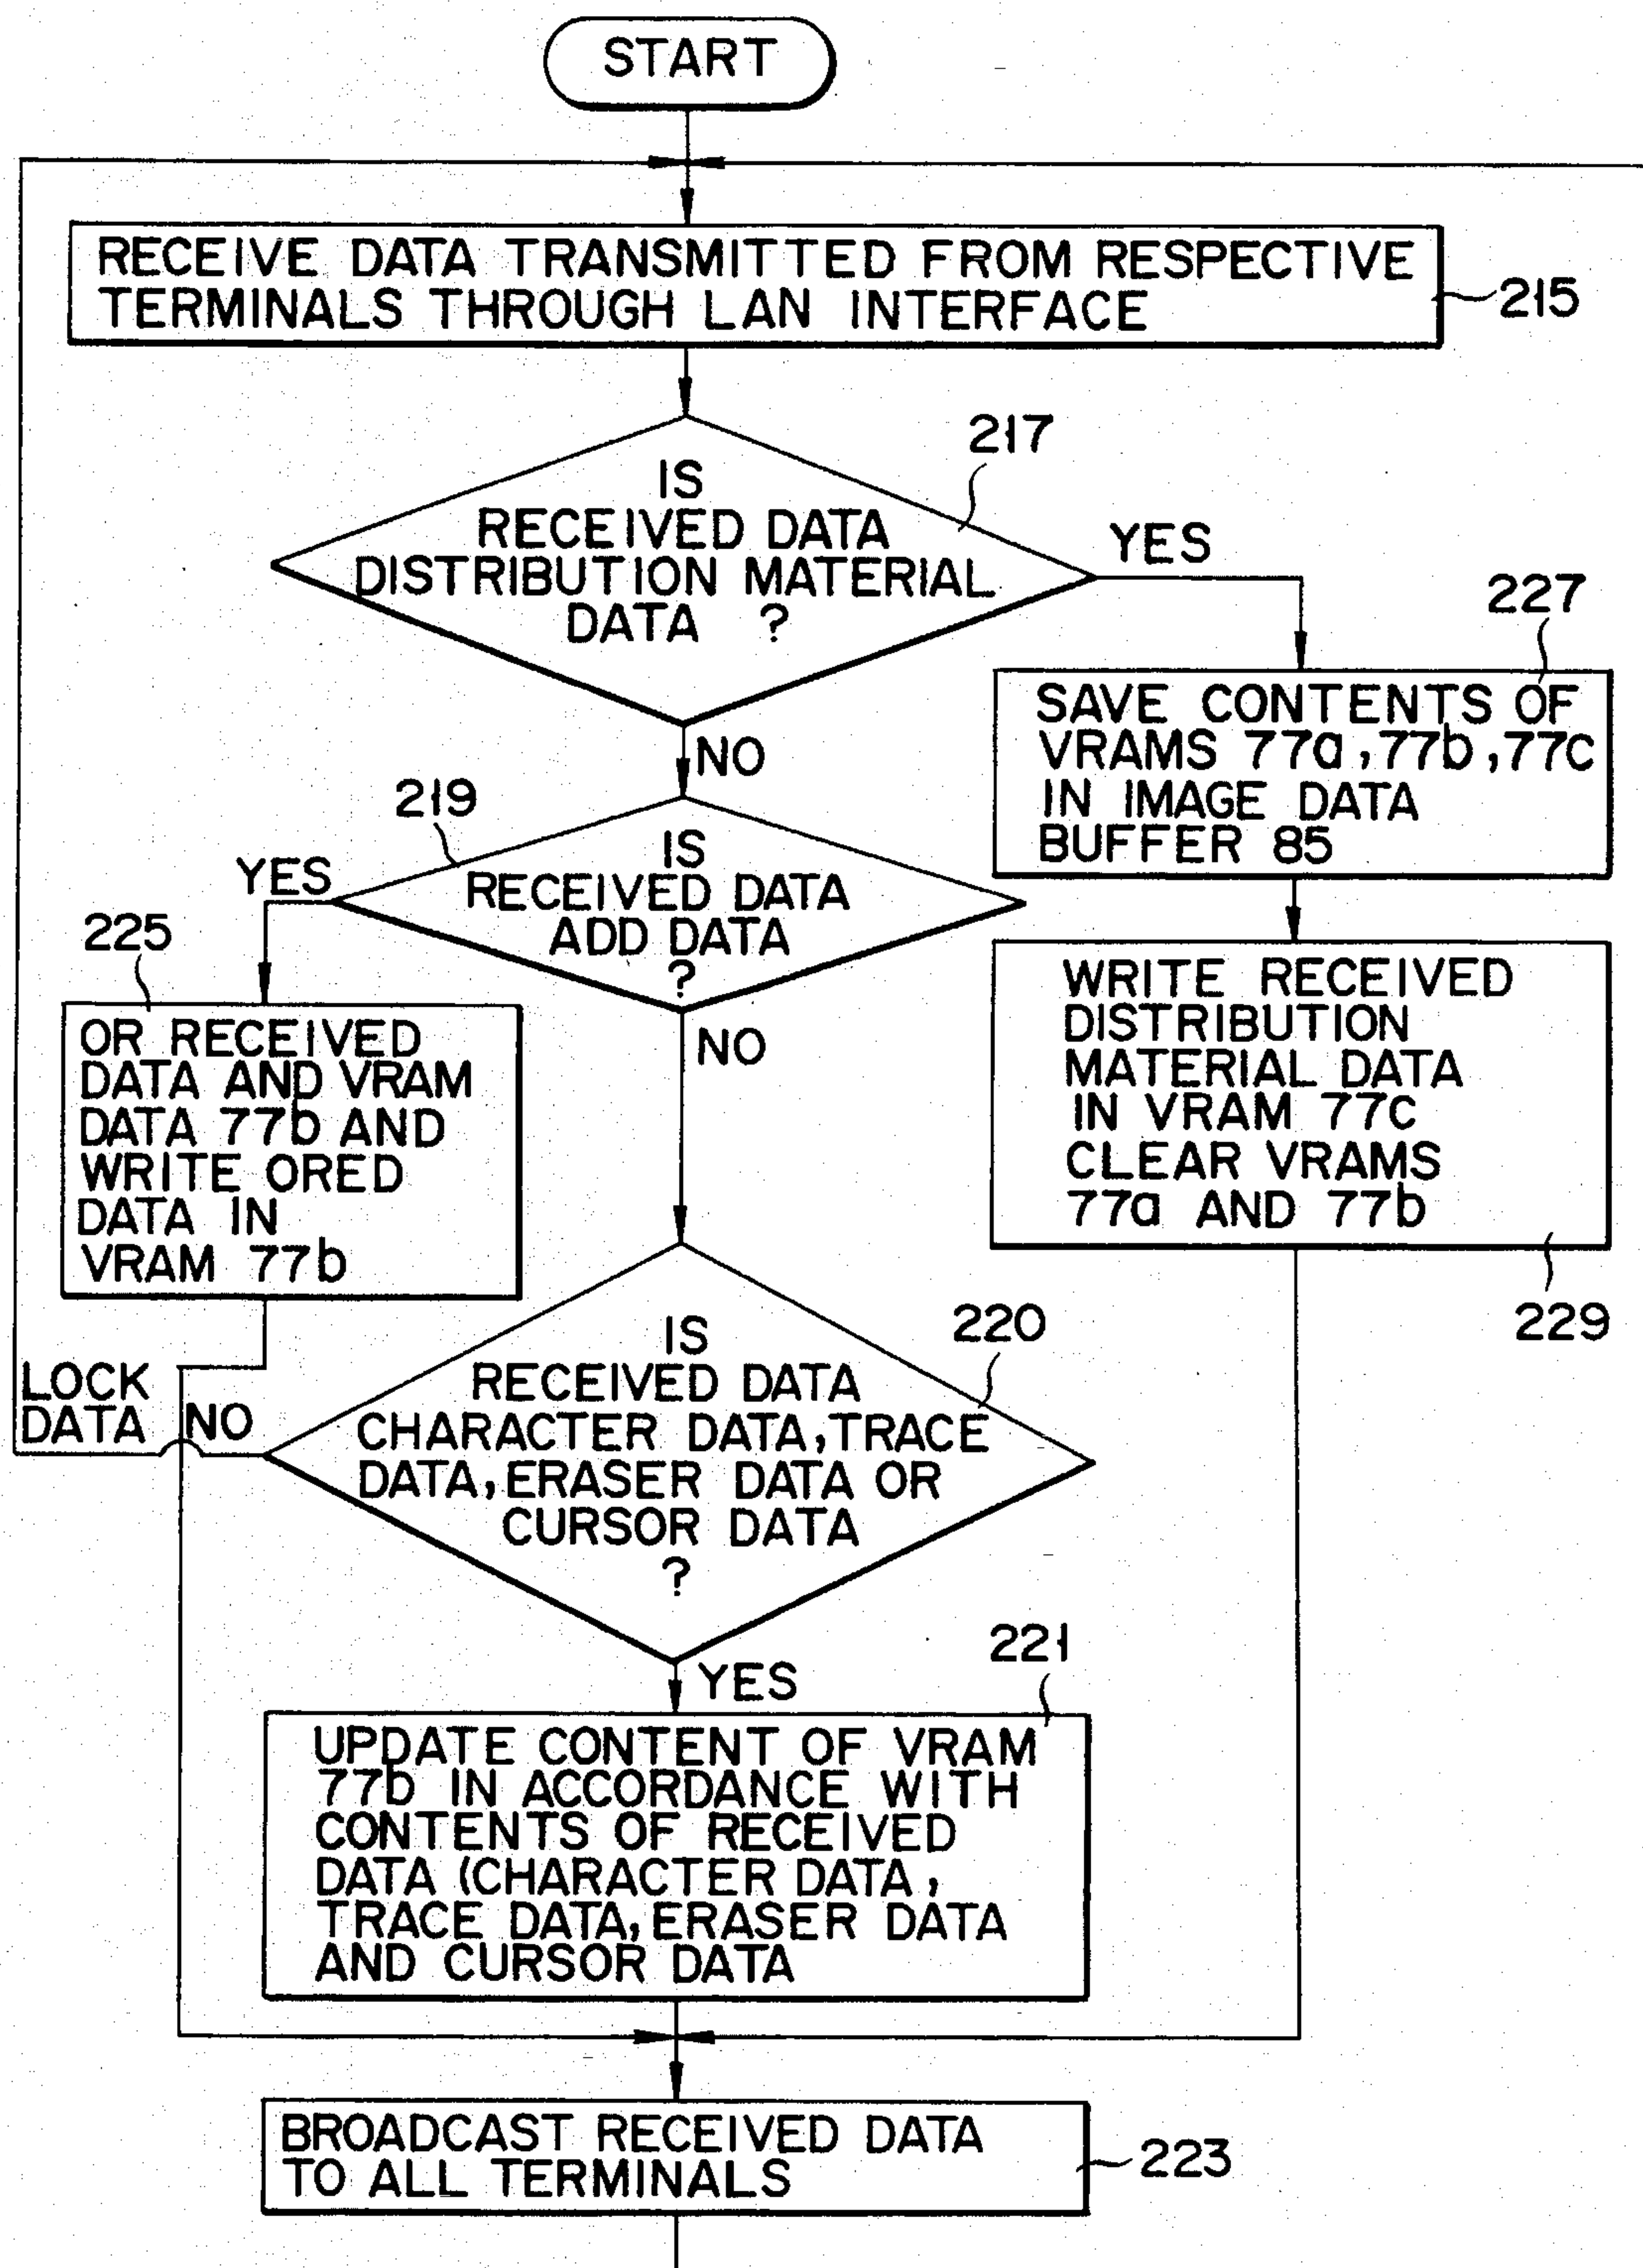 START
RECEIVE DATA TRANSMITTED FROM RESPECTIVE
TERMINALS THROUGH LAN INTERFACE
215
217
IS
RECEIVED DATA
DISTRIBUTION MATERIAL
DATA ?
YES
NO
227
SAVE CONTENTS OF
VRAMS 77a, 77b, 77c
IN IMAGE DATA
BUFFER 85
219
IS
RECEIVED DATA
ADD DATA
?
YES
NO
225
OR RECEIVED
DATA AND VRAM
DATA 77b AND
WRITE ORED
DATA IN
VRAM 77b
WRITE RECEIVED
DISTRIBUTION
MATERIAL DATA
IN VRAM 77c
CLEAR VRAMS
77a AND 77b
229
220
IS
RECEIVED DATA
CHARACTER DATA, TRACE
DATA, ERASER DATA OR
CURSOR DATA
?
LOCK
DATA
NO
YES
221
UPDATE CONTENT OF VRAM
77b IN ACCORDANCE WITH
CONTENTS OF RECEIVED
DATA (CHARACTER DATA,
TRACE DATA, ERASER DATA
AND CURSOR DATA
BROADCAST RECEIVED DATA
TO ALL TERMINALS
223